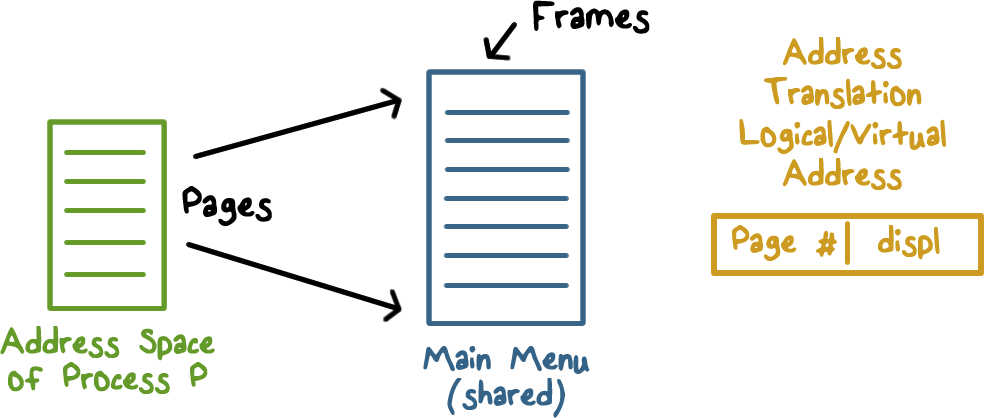 Frames
Pages
Address Space
of Process P
Main Menu
(shared)
Address
Translation
Logical/Virtual
Address
Page # displ